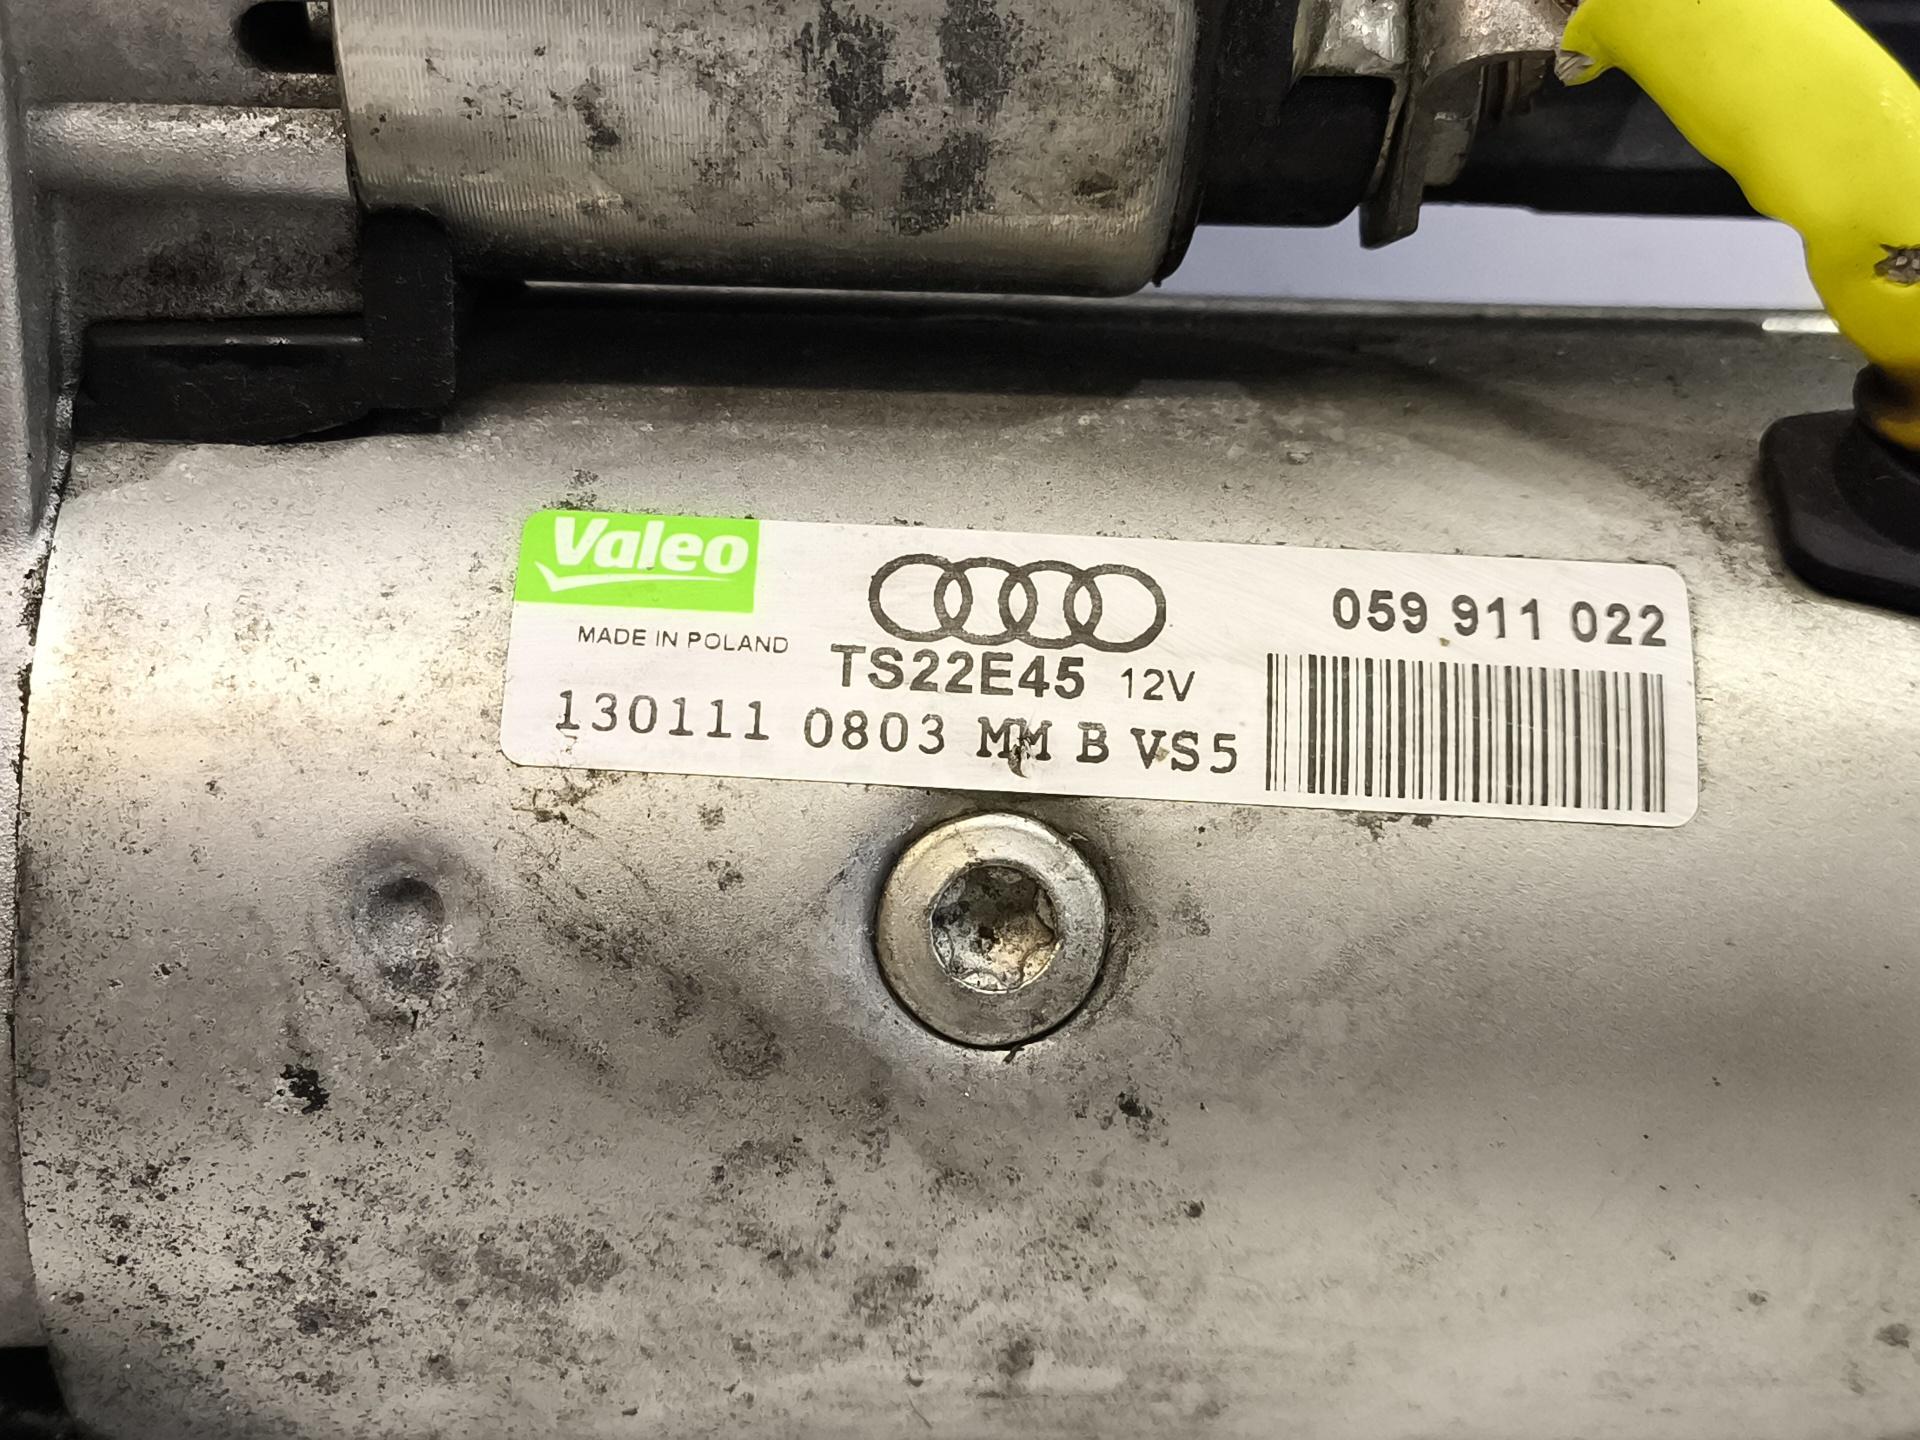 Valeo
MADE IN POLAND
059 911 022
TS22E45 12V
130111 0803 MM B VS5